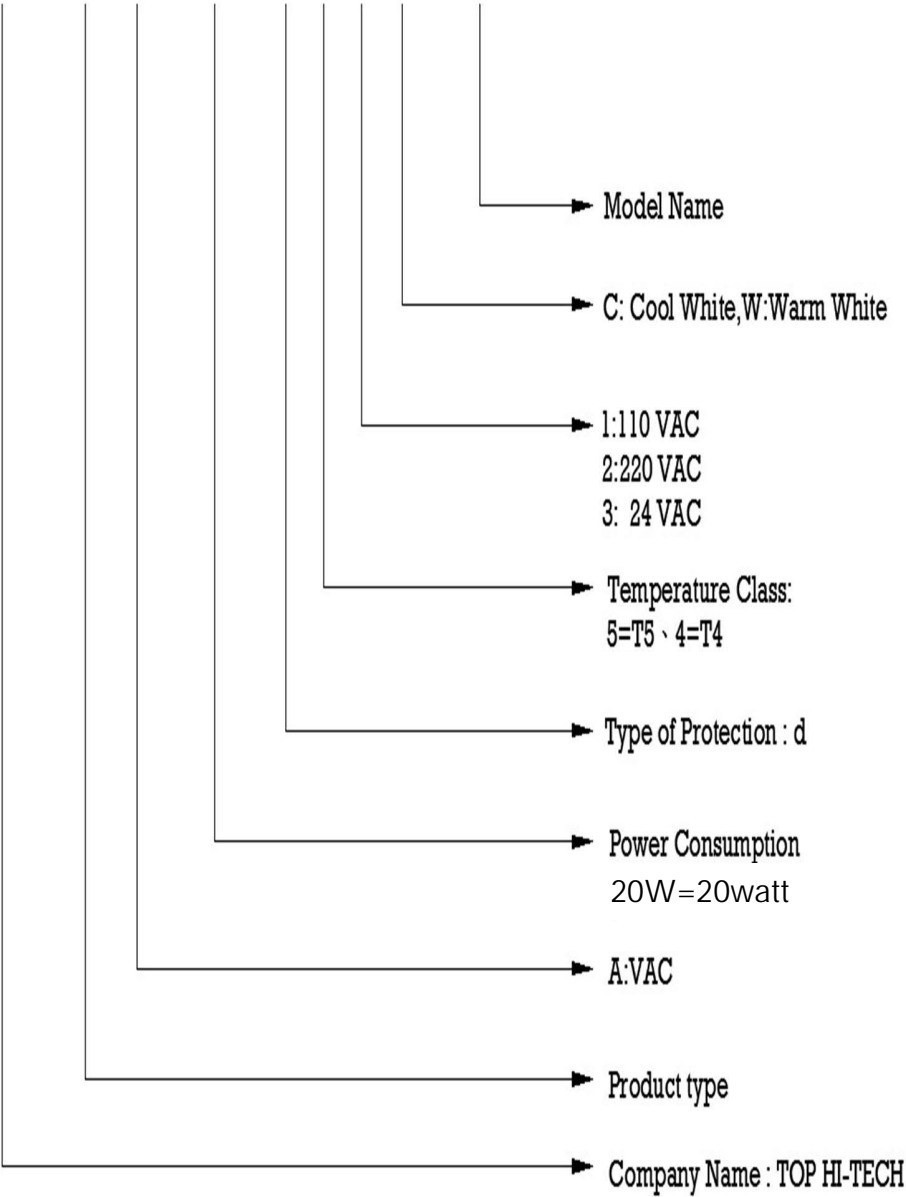 Model Name
C: Cool White,W:Warm White
1:110 VAC
2:220 VAC
3: 24 VAC
Temperature Class:
5=T5、4=T4
Type of Protection : d
Power Consumption
20W=20watt
A:VAC
Product type
Company Name : TOP HI-TECH